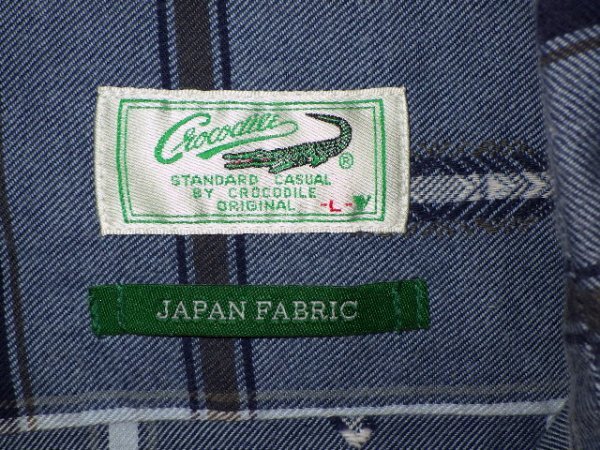 Crocodile
®
STANDARD CASUAL
BY CROCODILE
ORIGINAL -L-
JAPAN FABRIC